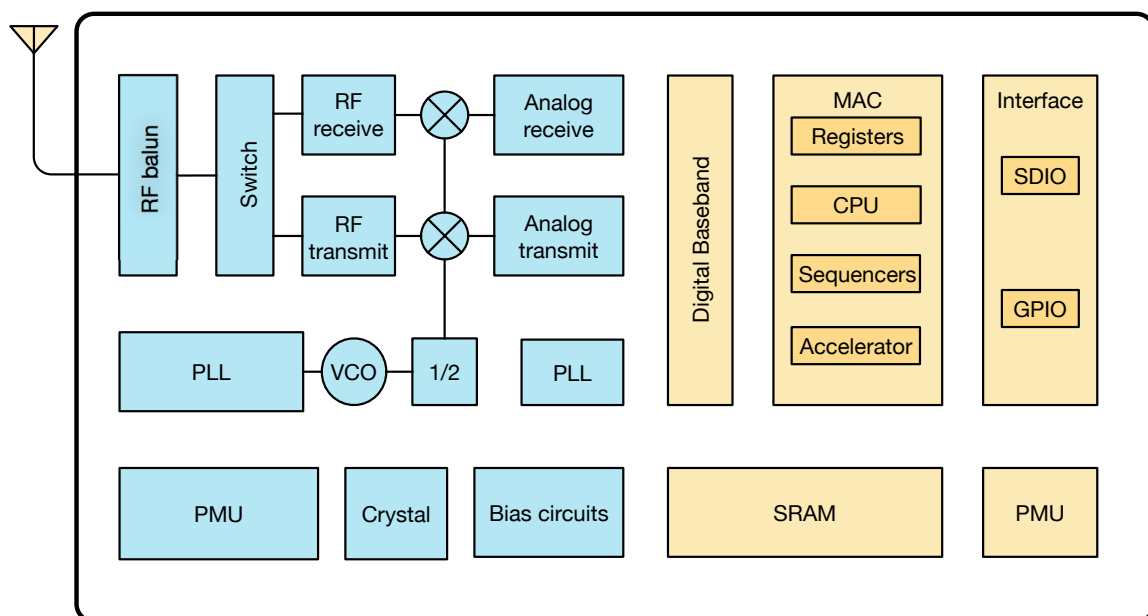 RF balun
Switch
RF
receive
Analog
receive
RF
transmit
Analog
transmit
PLL
VCO
1/2
PLL
PMU
Crystal
Bias circuits
Digital Baseband
MAC
Registers
CPU
Sequencers
Accelerator
Interface
SDIO
GPIO
SRAM
PMU